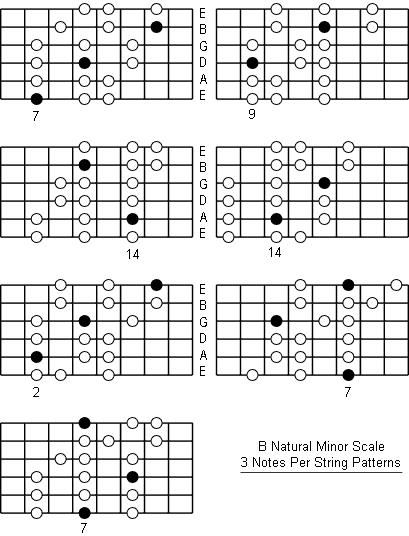 E
B
G
D
A
E
7
9
E
B
G
D
A
E
14
14
E
B
G
D
A
E
2
7
B Natural Minor Scale
3 Notes Per String Patterns
7